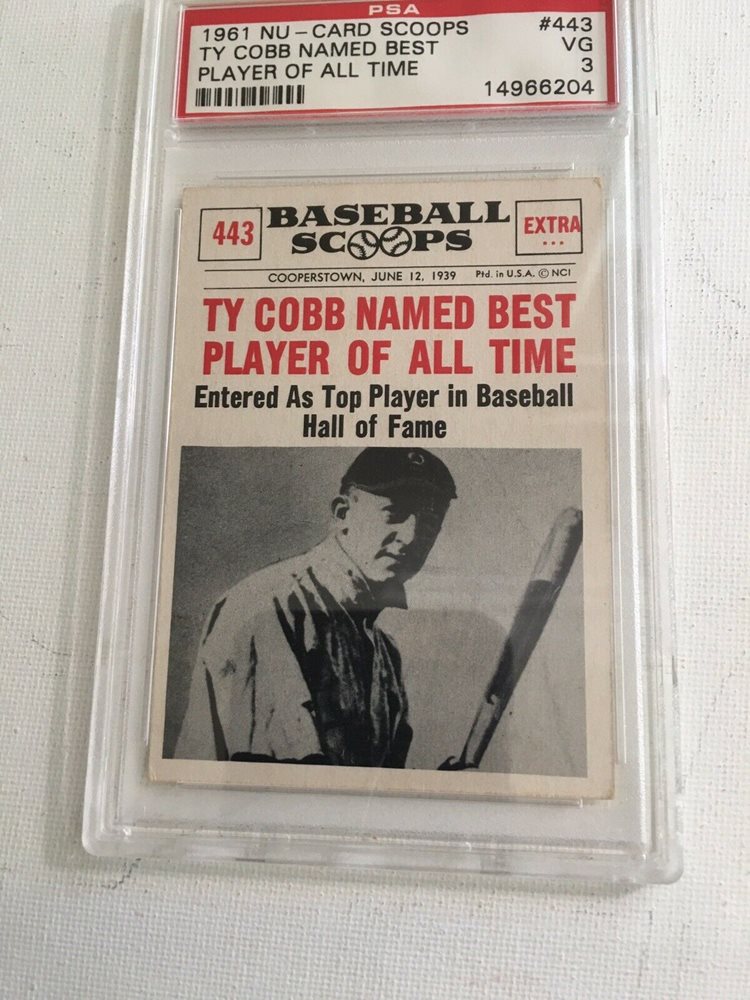 PSA
1961 NU-CARD SCOOPS #443
TY COBB NAMED BEST VG
PLAYER OF ALL TIME 3
14966204
443 BASEBALL SCOOPS EXTRA
COOPERSTOWN, JUNE 12, 1939 Ptd. in U.S.A. © NCI
TY COBB NAMED BEST
PLAYER OF ALL TIME
Entered As Top Player in Baseball
Hall of Fame